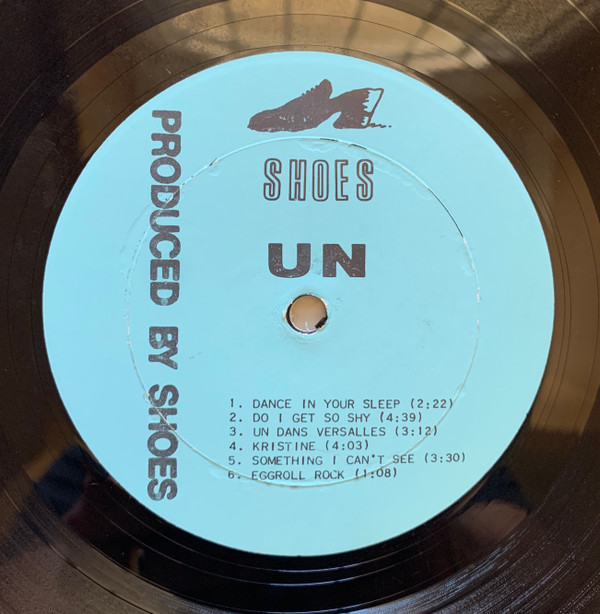 SHOES
UN
PRODUCED BY SHOES
1. DANCE IN YOUR SLEEP (2:22)
2. DO I GET SO SHY (4:39)
3. UN DANS VERSALLES (3:12)
4. KRISTINE (4:03)
5. SOMETHING I CAN'T SEE (3:30)
6. EGGROLL ROCK (1:08)